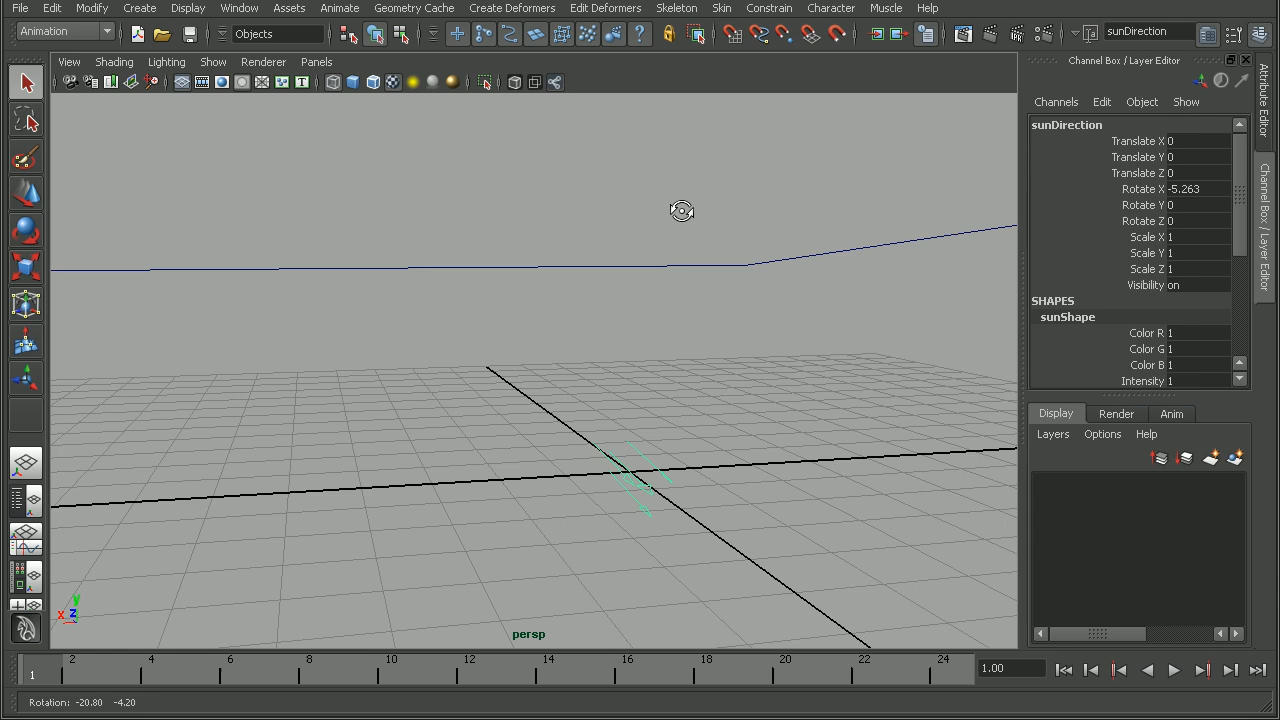 File Edit Modify Create Display Window Assets Animate Geometry Cache Create Deformers Edit Deformers Skeleton Skin Constrain Character Muscle Help
Animation Objects sunDirection
View Shading Lighting Show Renderer Panels
Channel Box / Layer Editor
Channels Edit Object Show
sunDirection
Translate X 0
Translate Y 0
Translate Z 0
Rotate X -5.263
Rotate Y 0
Rotate Z 0
Scale X 1
Scale Y 1
Scale Z 1
Visibility on
SHAPES
sunShape
Color R 1
Color G 1
Color B 1
Intensity 1
Display Render Anim
Layers Options Help
Attribute Editor
Channel Box / Layer Editor
y
x z
persp
2 4 6 8 10 12 14 16 18 20 22 24
1
1.00
Rotation: -20.80 -4.20